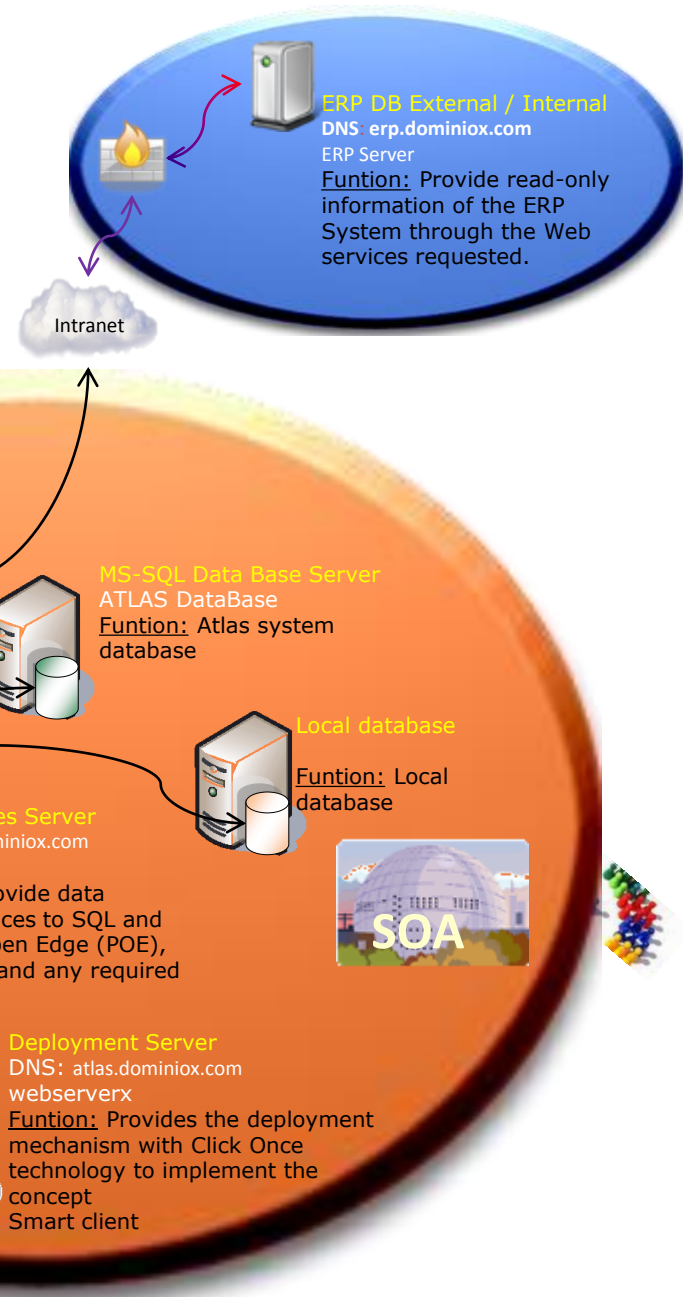 ERP DB External / Internal
DNS: erp.dominiox.com
ERP Server
Funtion: Provide read-only
information of the ERP
System through the Web
services requested.
Intranet
MS-SQL Data Base Server
ATLAS DataBase
Funtion: Atlas system
database
Local database
Funtion: Local
database
es Server
miniox.com
ovide data
ces to SQL and
pen Edge (POE),
and any required
SOA
Deployment Server
DNS: atlas.dominiox.com
webserverx
Funtion: Provides the deployment
mechanism with Click Once
technology to implement the
) concept
Smart client